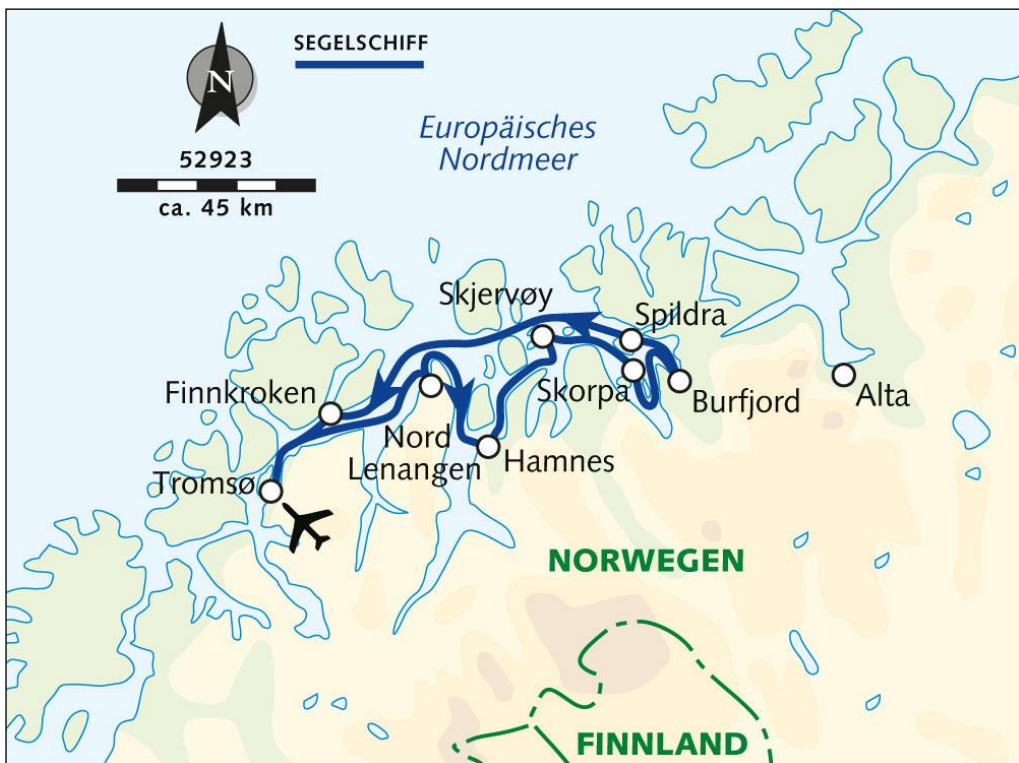 SEGELSCHIFF
N
52923
ca. 45 km
Europäisches
Nordmeer
Skjervøy
Spildra
Finnkroken
Skorpa
Burfjord
Alta
Nord
Lenangen
Hamnes
Tromsø
NORWEGEN
FINNLAND